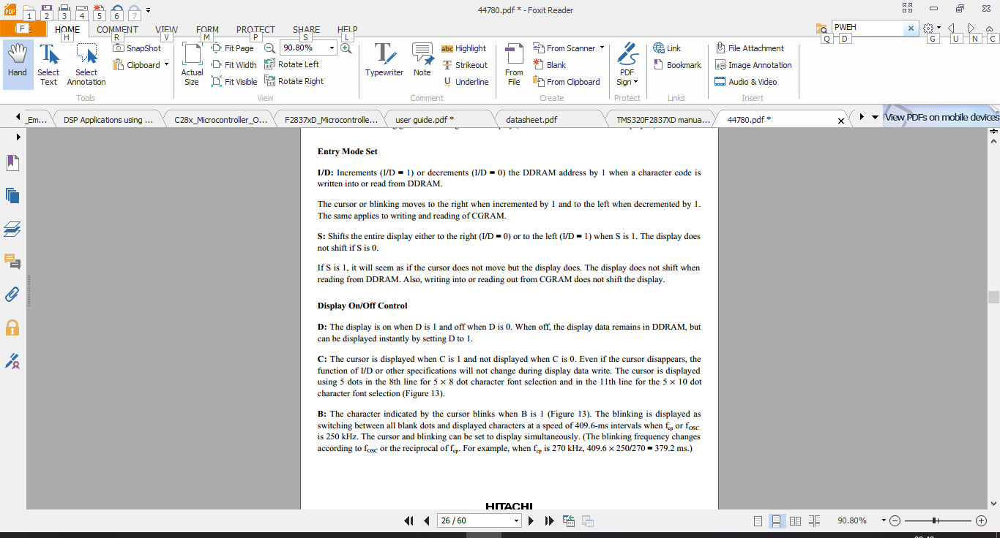 44780.pdf * - Foxit Reader
1 2 3 4 5 6 7
F HOME COMMENT VIEW FORM PROTECT SHARE HELP
PWEH
H R V M P S L Q D G U N C
Hand
Select Text
Select Annotation
SnapShot
Clipboard
Tools
Actual Size
Fit Page
Fit Width
Fit Visible
90.80%
Rotate Left
Rotate Right
View
Typewriter
Note
abc Highlight
T Strikeout
U Underline
Comment
From File
From Scanner
Blank
From Clipboard
Create
PDF Sign
Protect
Link
Bookmark
Links
File Attachment
Image Annotation
Audio & Video
Insert
_Em... DSP Applications using ... C28x_Microcontroller_O... F2837xD_Microcontrolle... user guide.pdf * datasheet.pdf TMS320F2837XD manua... 44780.pdf * View PDFs on mobile devices
Entry Mode Set
I/D: Increments (I/D = 1) or decrements (I/D = 0) the DDRAM address by 1 when a character code is
written into or read from DDRAM.
The cursor or blinking moves to the right when incremented by 1 and to the left when decremented by 1.
The same applies to writing and reading of CGRAM.
S: Shifts the entire display either to the right (I/D = 0) or to the left (I/D = 1) when S is 1. The display does
not shift if S is 0.
If S is 1, it will seem as if the cursor does not move but the display does. The display does not shift when
reading from DDRAM. Also, writing into or reading out from CGRAM does not shift the display.
Display On/Off Control
D: The display is on when D is 1 and off when D is 0. When off, the display data remains in DDRAM, but
can be displayed instantly by setting D to 1.
C: The cursor is displayed when C is 1 and not displayed when C is 0. Even if the cursor disappears, the
function of I/D or other specifications will not change during display data write. The cursor is displayed
using 5 dots in the 8th line for 5 × 8 dot character font selection and in the 11th line for the 5 × 10 dot
character font selection (Figure 13).
B: The character indicated by the cursor blinks when B is 1 (Figure 13). The blinking is displayed as
switching between all blank dots and displayed characters at a speed of 409.6-ms intervals when fcp or fOSC
is 250 kHz. The cursor and blinking can be set to display simultaneously. (The blinking frequency changes
according to fOSC or the reciprocal of fcp. For example, when fcp is 270 kHz, 409.6 × 250/270 = 379.2 ms.)
HITACHI
26 / 60
90.80%